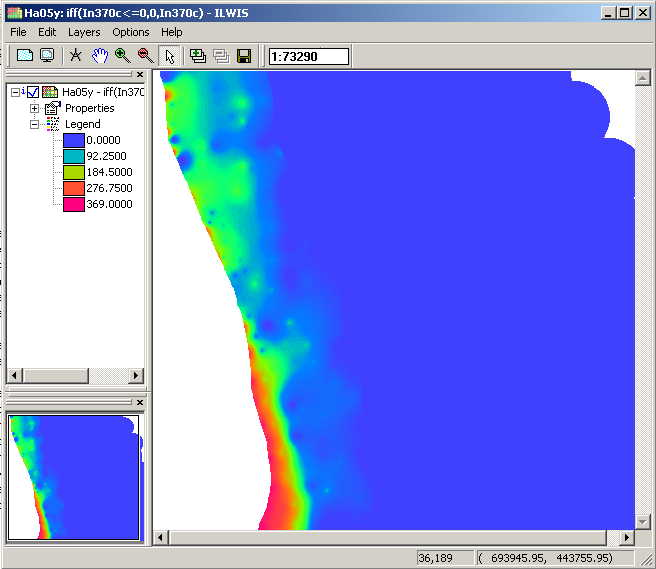 Ha05y: iff(In370c<=0,0,In370c) - ILWIS
File Edit Layers Options Help
1:73290
Ha05y - iff(In370
Properties
Legend
0.0000
92.2500
184.5000
276.7500
369.0000
36,189 ( 693945.95, 443755.95)